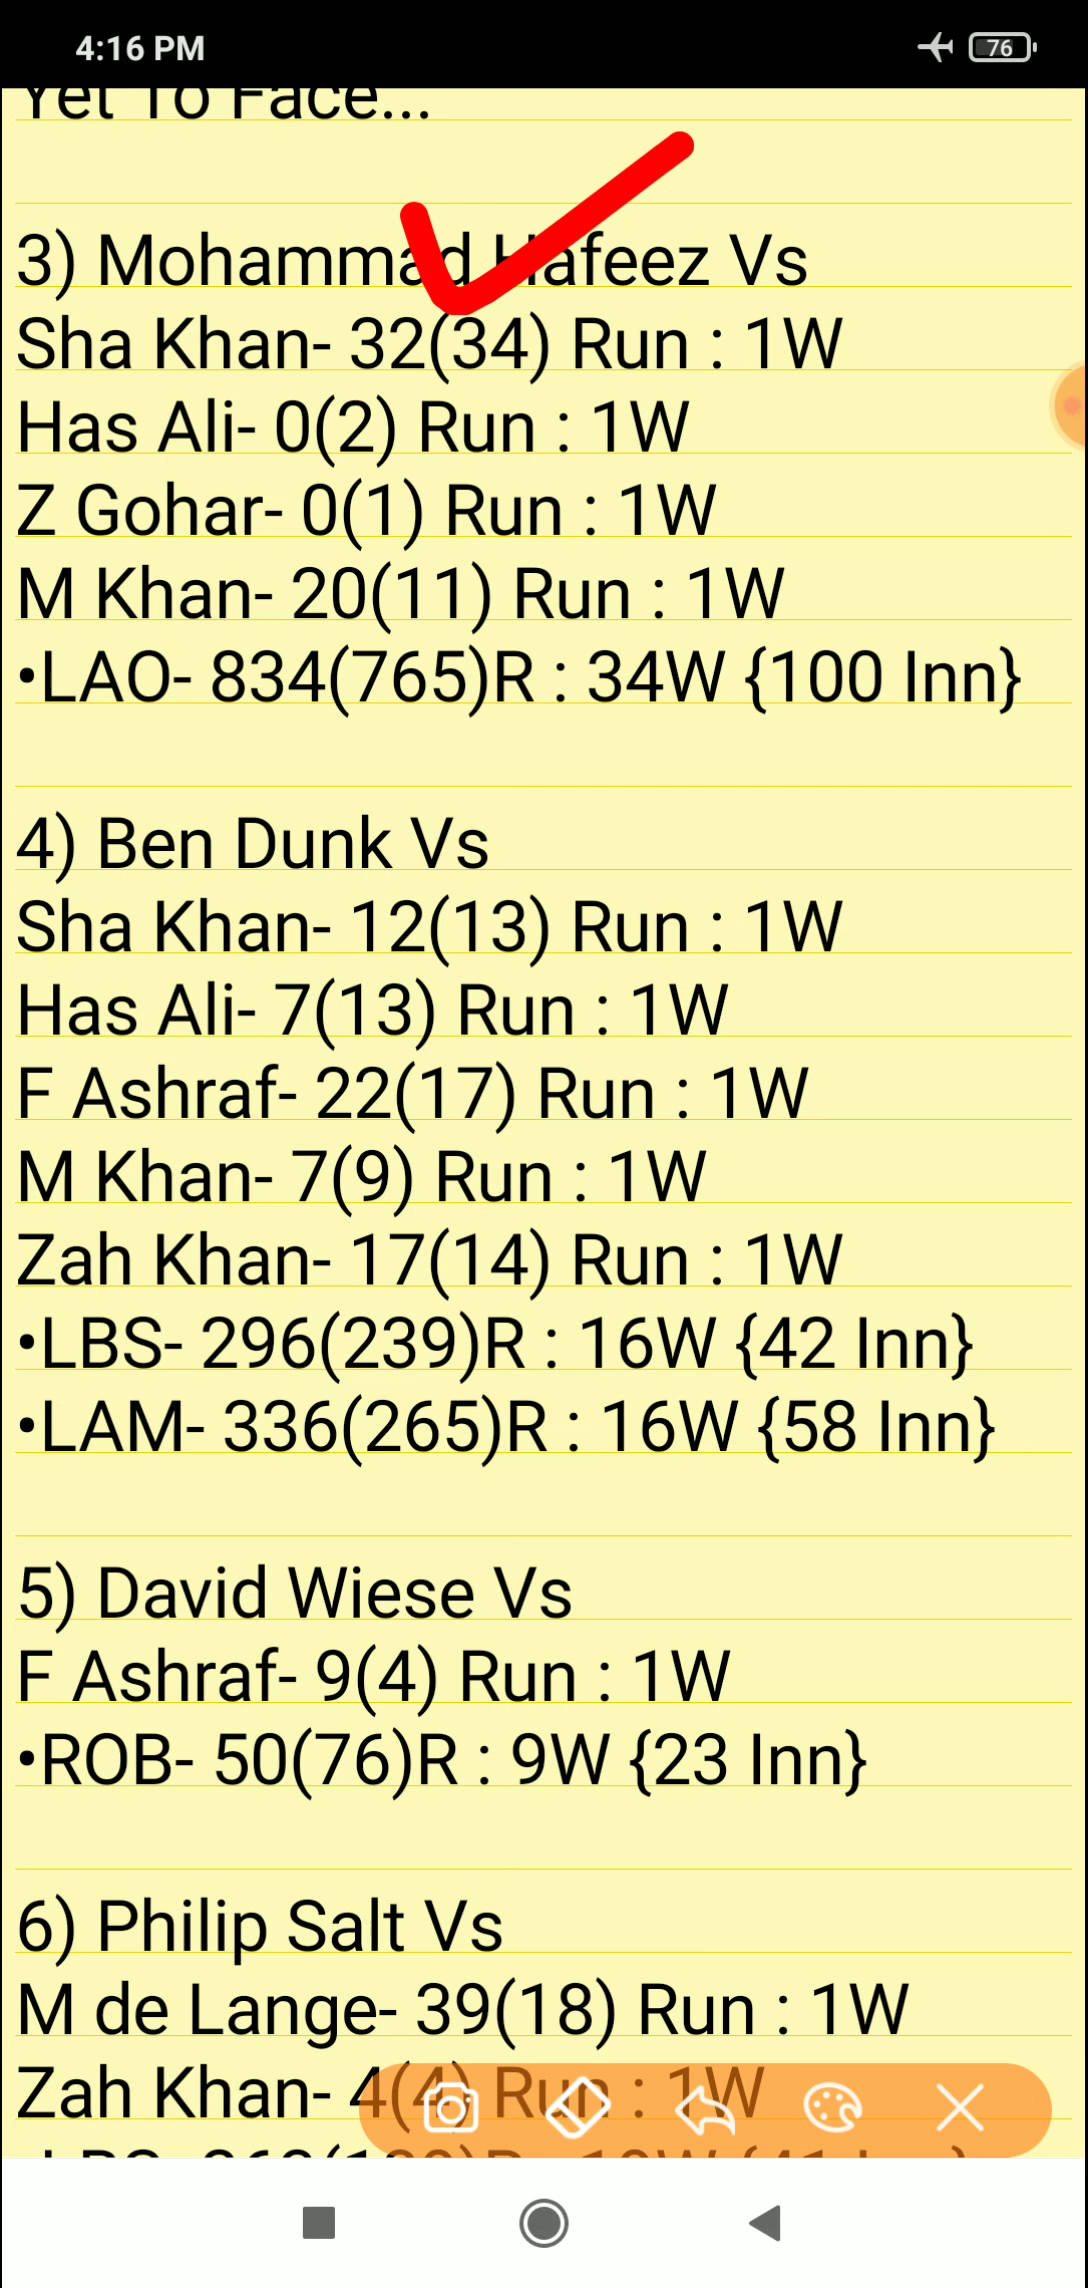 4:16 PM
76
Yet To Face...
3) Mohammad Hafeez Vs
Sha Khan- 32(34) Run : 1W
Has Ali- 0(2) Run : 1W
Z Gohar- 0(1) Run : 1W
M Khan- 20(11) Run : 1W
•LAO- 834(765)R : 34W {100 Inn}
4) Ben Dunk Vs
Sha Khan- 12(13) Run : 1W
Has Ali- 7(13) Run : 1W
F Ashraf- 22(17) Run : 1W
M Khan- 7(9) Run : 1W
Zah Khan- 17(14) Run : 1W
•LBS- 296(239)R : 16W {42 Inn}
•LAM- 336(265)R : 16W {58 Inn}
5) David Wiese Vs
F Ashraf- 9(4) Run : 1W
•ROB- 50(76)R : 9W {23 Inn}
6) Philip Salt Vs
M de Lange- 39(18) Run : 1W
Zah Khan- 4(4) Run : 1W